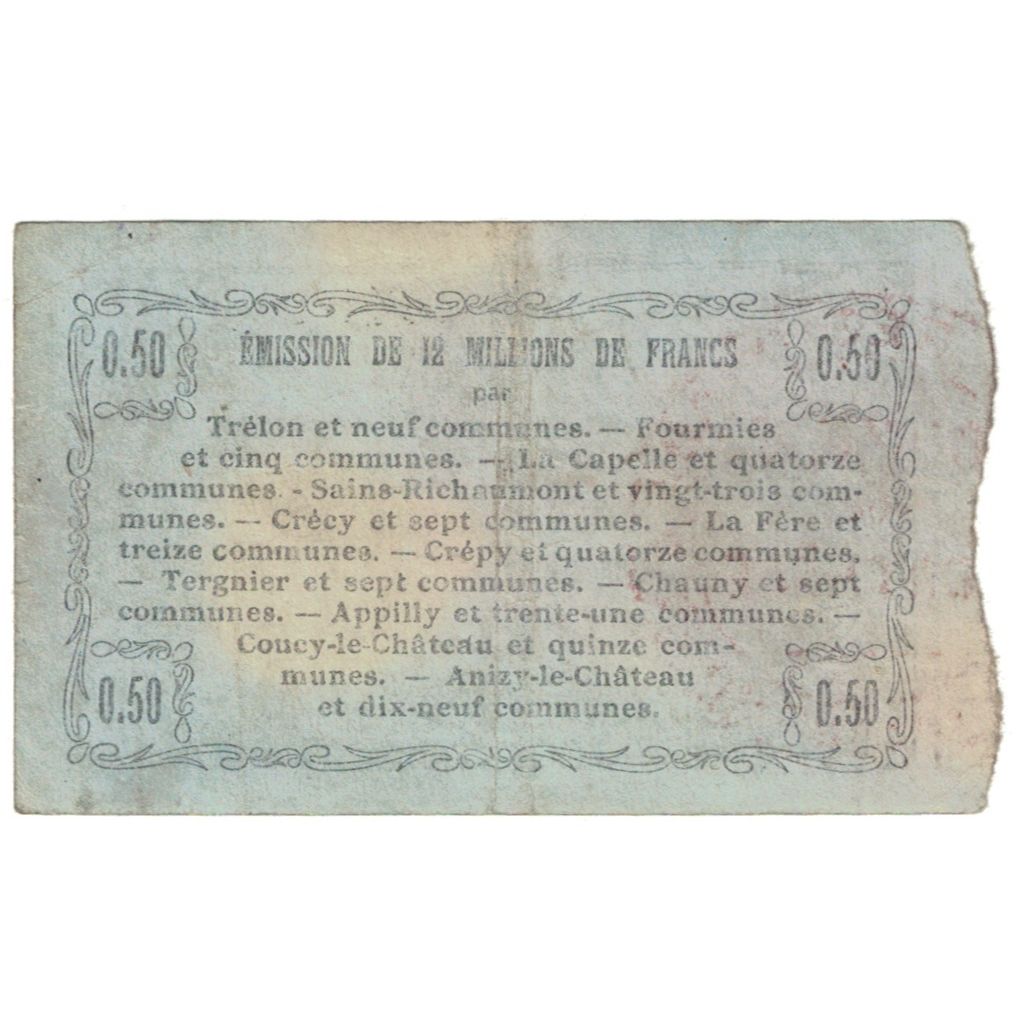 0.50 ÉMISSION DE 12 MILLIONS DE FRANCS 0.50
par
Trélon et neuf communes. — Fourmies
et cinq communes. — La Capelle et quatorze
communes. - Sains-Richaumont et vingt-trois com-
munes. — Crécy et sept communes. — La Fère et
treize communes. — Crépy et quatorze communes.
— Tergnier et sept communes. — Chauny et sept
communes. — Appilly et trente-une communes. —
Coucy-le-Château et quinze com-
munes. — Anizy-le-Château
0.50 et dix-neuf communes. 0.50